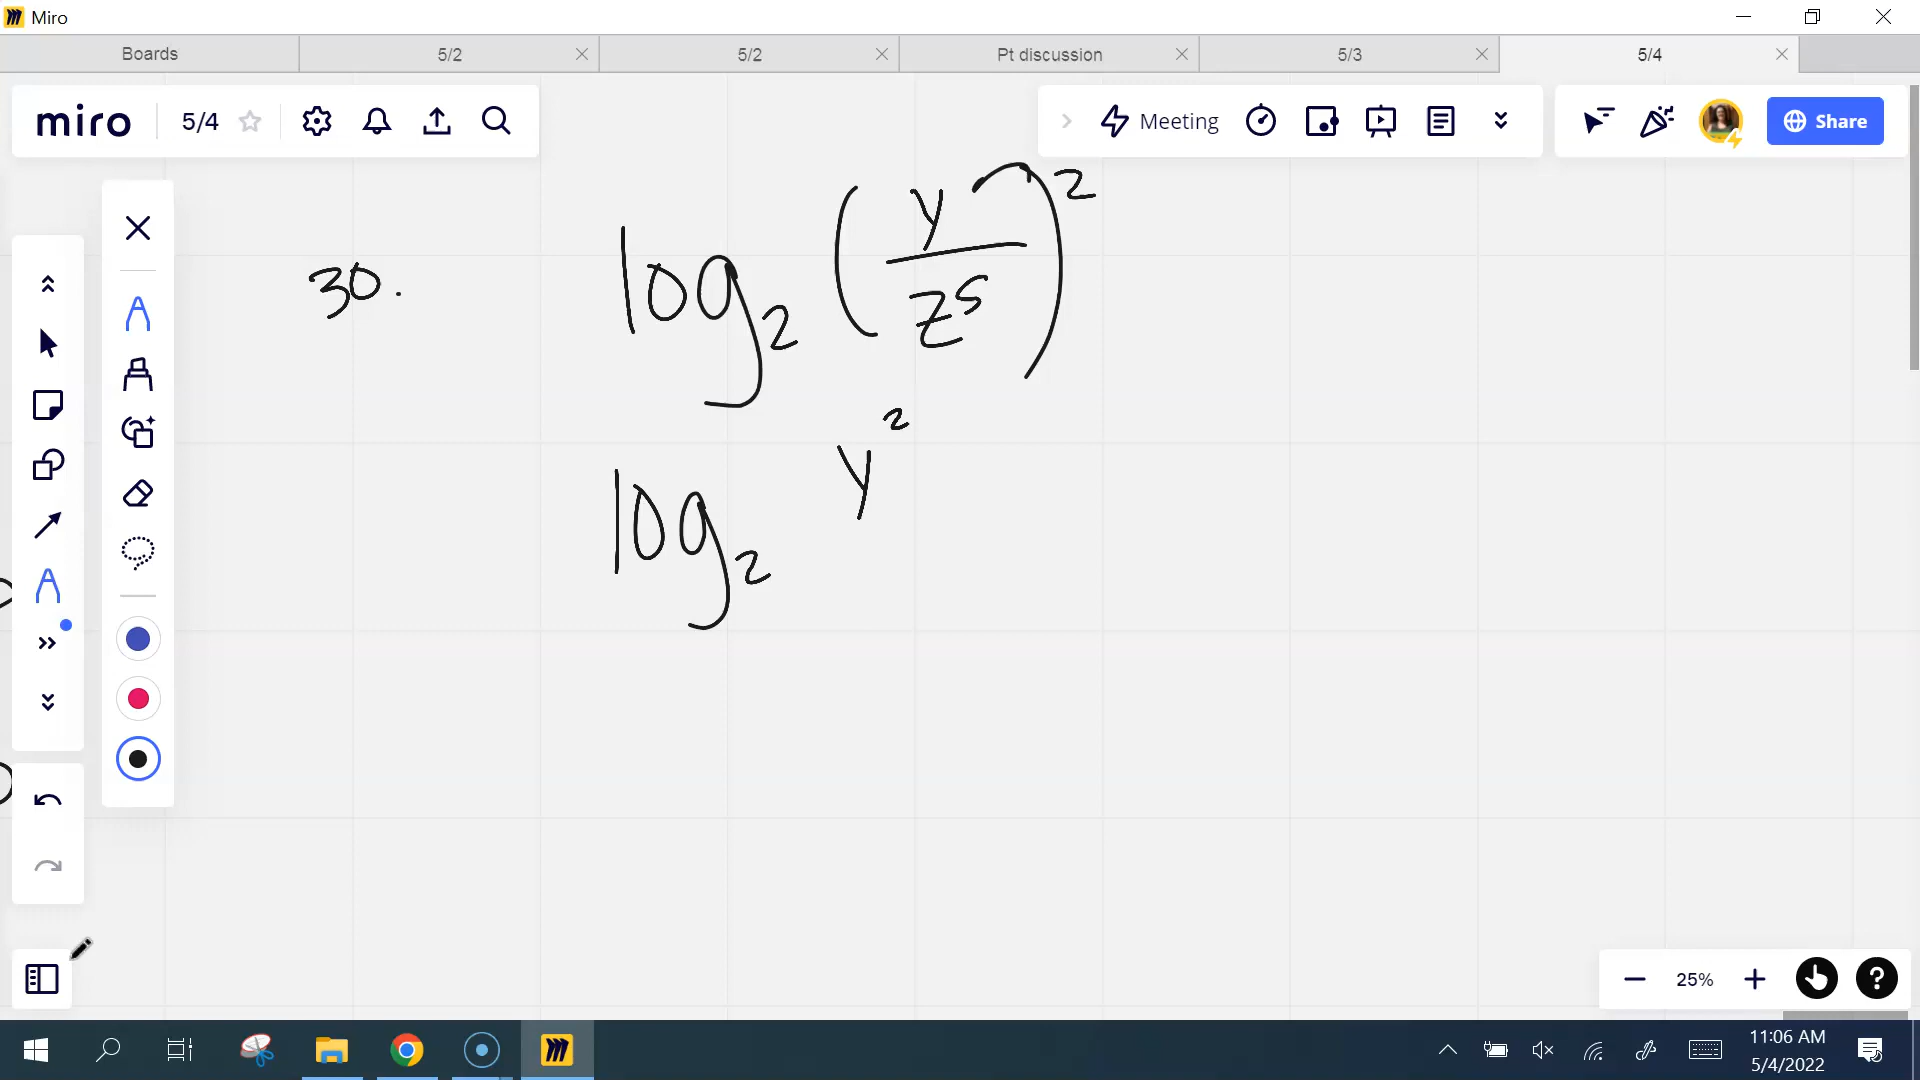 Miro
Boards 5/2 5/2 Pt discussion 5/3 5/4
miro 5/4 Meeting Share
30. log₂ (y/z⁵)²
log₂ y²
25%
11:06 AM
5/4/2022